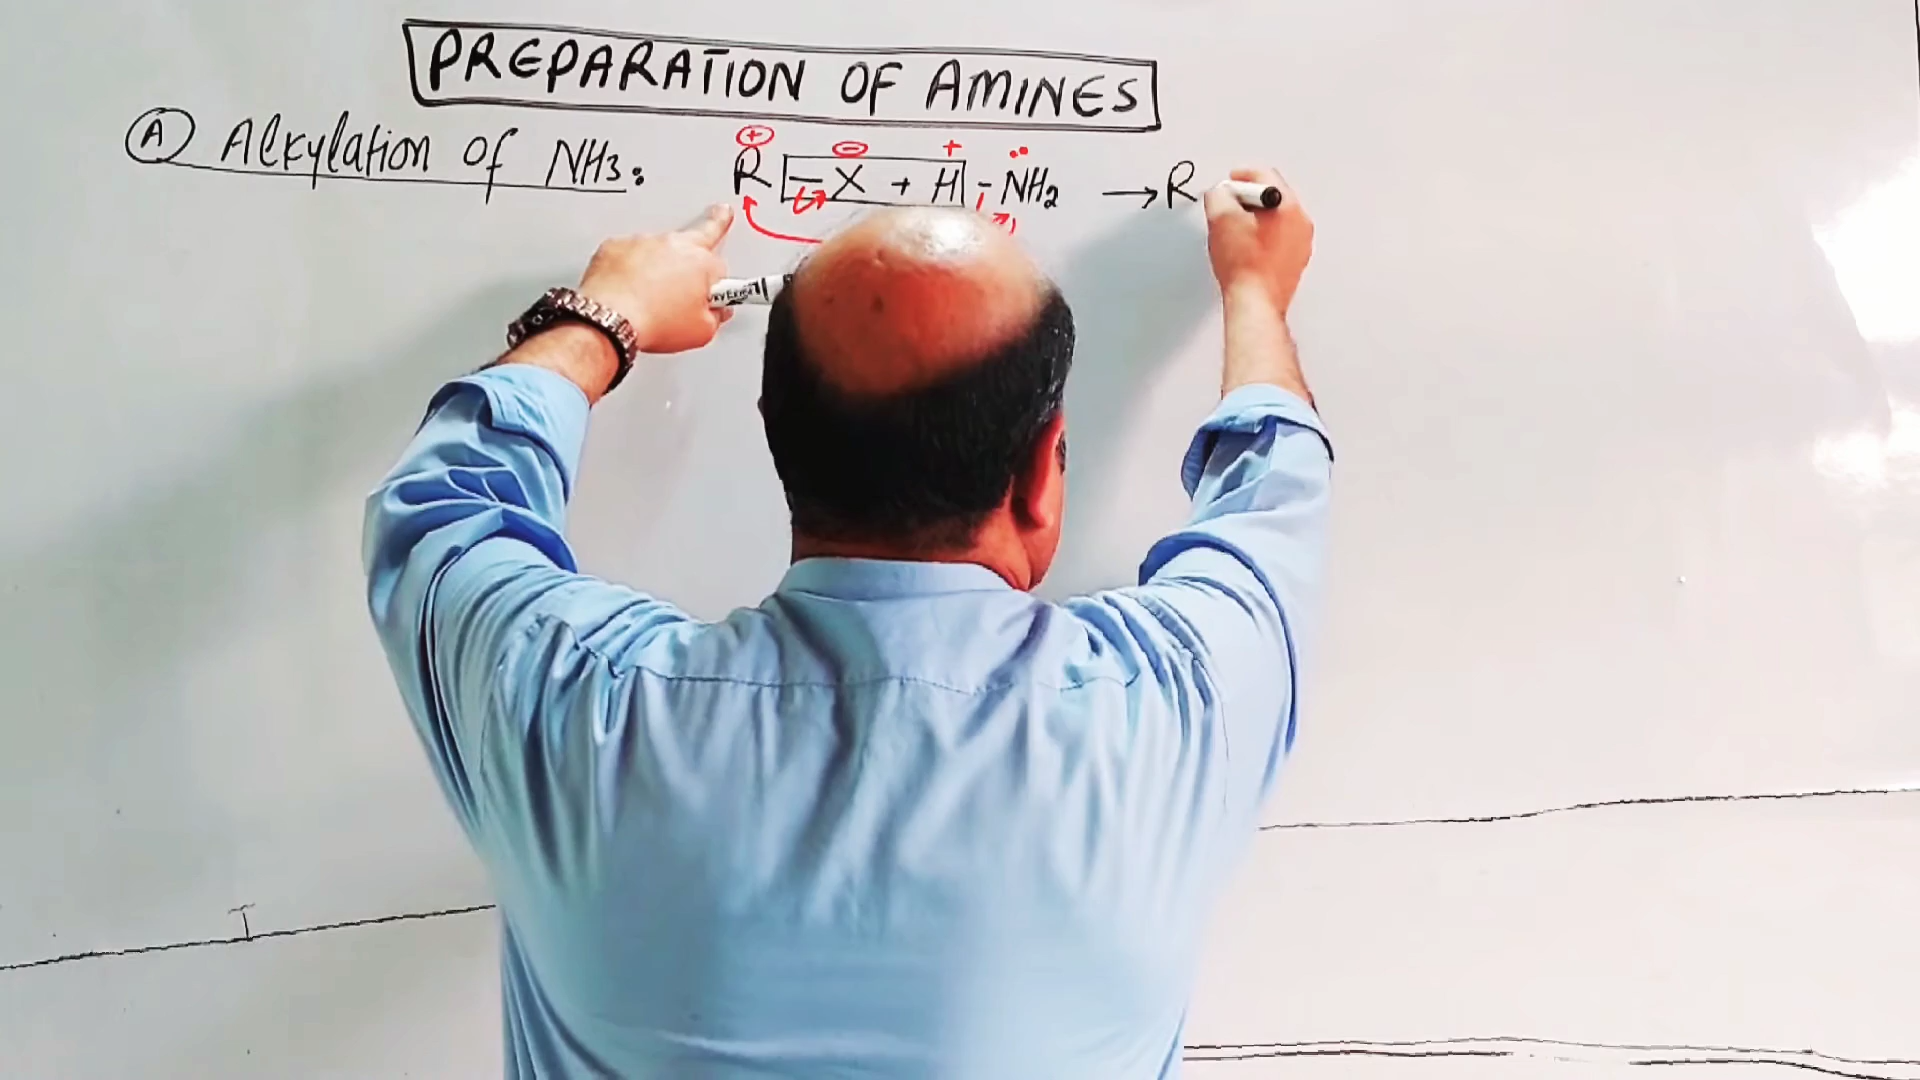 PREPARATION OF AMINES
Ⓐ Alkylation of NH3: R-X + H-NH2 → R